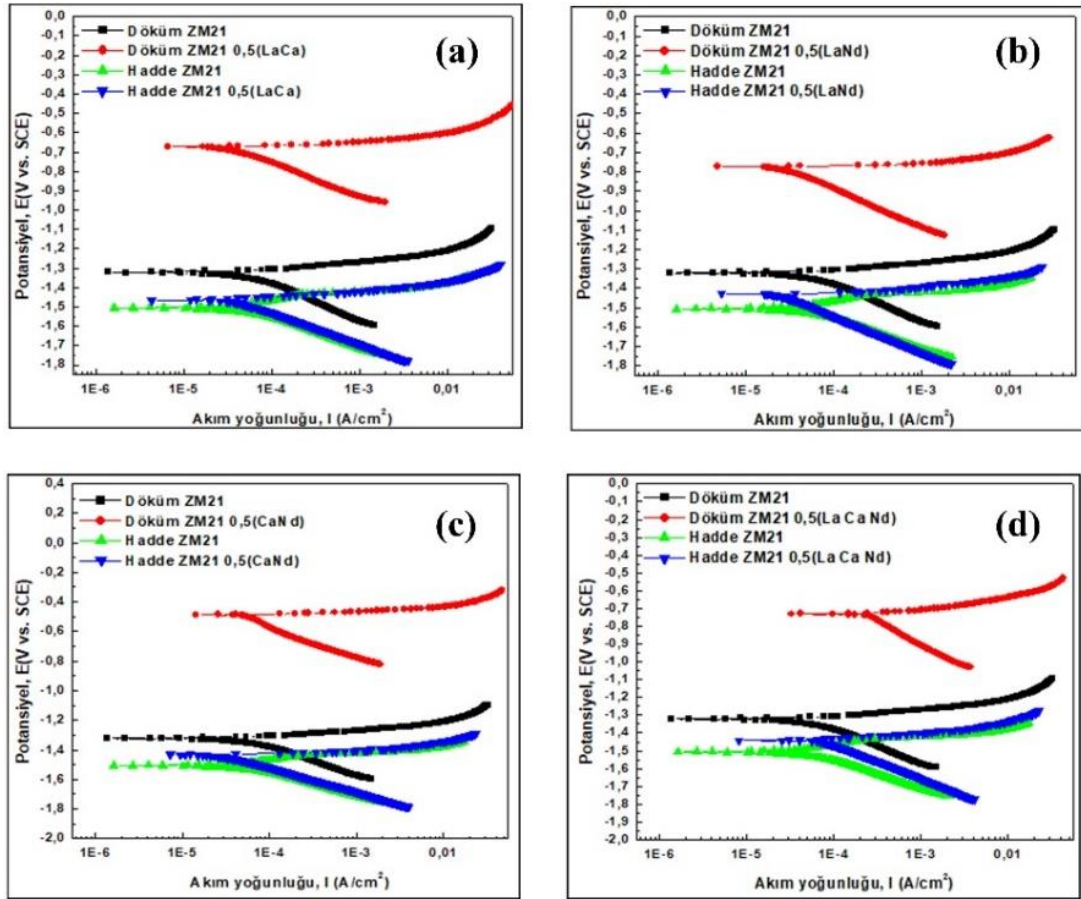 (a)
Döküm ZM21
Döküm ZM21 0,5(LaCa)
Hadde ZM21
Hadde ZM21 0,5(LaCa)
Potansiyel, E(V vs. SCE)
0,0
-0,1
-0,2
-0,3
-0,4
-0,5
-0,6
-0,7
-0,8
-0,9
-1,0
-1,1
-1,2
-1,3
-1,4
-1,5
-1,6
-1,7
-1,8
1E-6 1E-5 1E-4 1E-3 0,01
Akım yoğunluğu, I (A/cm²)
(b)
Döküm ZM21
Döküm ZM21 0,5(LaNd)
Hadde ZM21
Hadde ZM21 0,5(LaNd)
Potansiyel, E(V vs. SCE)
0,0
-0,1
-0,2
-0,3
-0,4
-0,5
-0,6
-0,7
-0,8
-0,9
-1,0
-1,1
-1,2
-1,3
-1,4
-1,5
-1,6
-1,7
-1,8
1E-6 1E-5 1E-4 1E-3 0,01
Akım yoğunluğu, I (A/cm²)
(c)
Döküm ZM21
Döküm ZM21 0,5(CaNd)
Hadde ZM21
Hadde ZM21 0,5(CaNd)
Potansiyel, E(V vs. SCE)
0,4
0,2
0,0
-0,2
-0,4
-0,6
-0,8
-1,0
-1,2
-1,4
-1,6
-1,8
-2,0
1E-6 1E-5 1E-4 1E-3 0,01
Akım yoğunluğu, I (A/cm²)
(d)
Döküm ZM21
Döküm ZM21 0,5(La Ca Nd)
Hadde ZM21
Hadde ZM21 0,5(La Ca Nd)
Potansiyel, E(V vs. SCE)
0,0
-0,1
-0,2
-0,3
-0,4
-0,5
-0,6
-0,7
-0,8
-0,9
-1,0
-1,1
-1,2
-1,3
-1,4
-1,5
-1,6
-1,7
-1,8
-1,9
-2,0
1E-6 1E-5 1E-4 1E-3 0,01
Akım yoğunluğu, I (A/cm²)